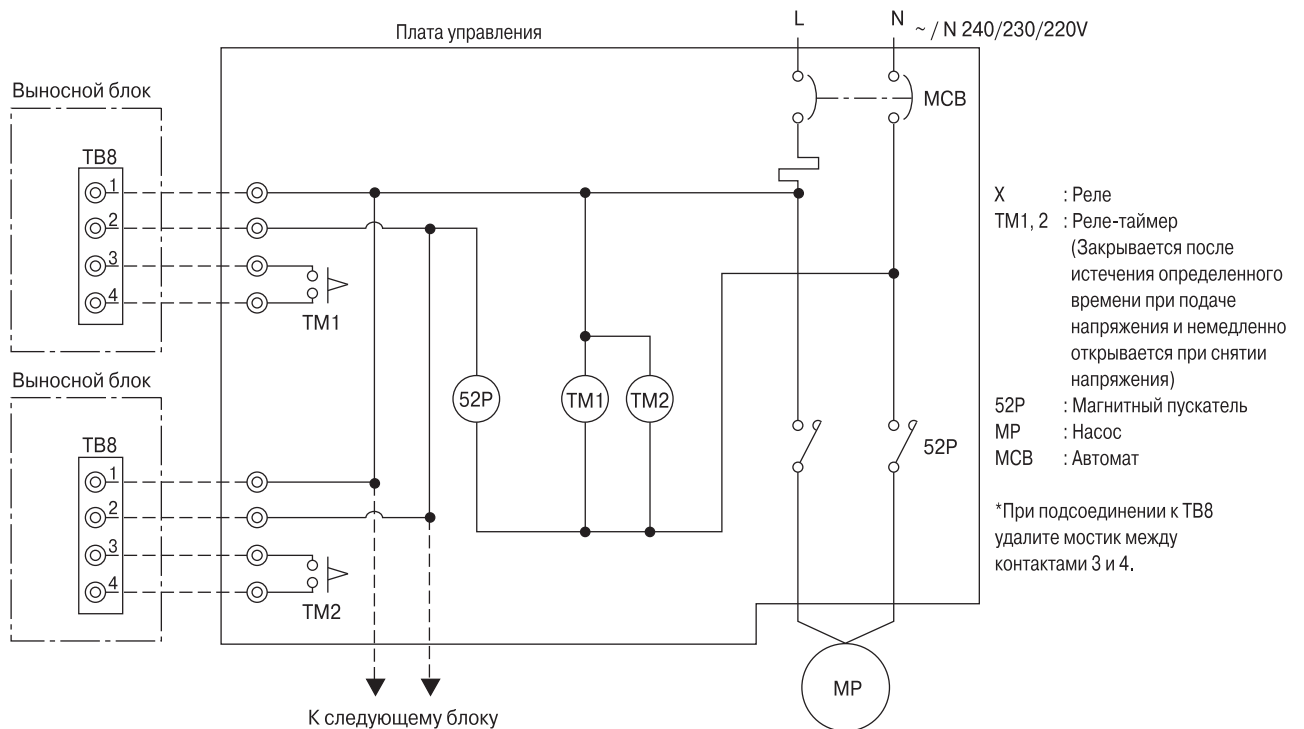 Плата управления
L
N
~ / N 240/230/220V
MCB
Выносной блок
TB8
1
2
3
4
TM1
Выносной блок
TB8
1
2
3
4
TM2
52P
TM1
TM2
52P
MP
К следующему блоку
X : Реле
TM1, 2 : Реле-таймер
(Закрывается после
истечения определенного
времени при подаче
напряжения и немедленно
открывается при снятии
напряжения)
52P : Магнитный пускатель
MP : Насос
MCB : Автомат
*При подсоединении к TB8
удалите мостик между
контактами 3 и 4.